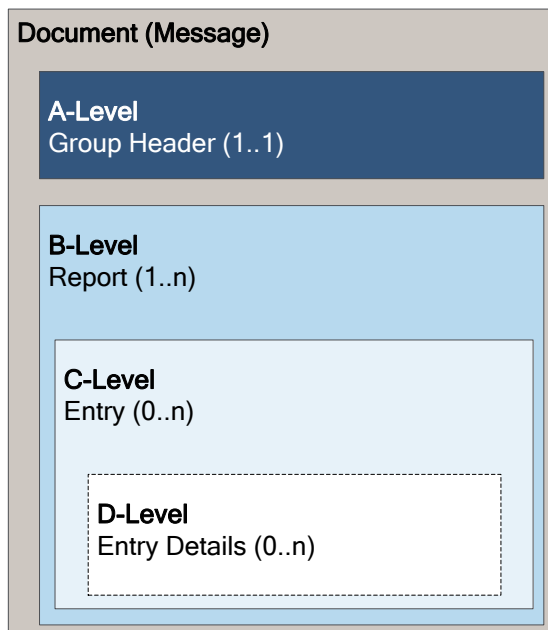 Document (Message)
A-Level
Group Header (1..1)
B-Level
Report (1..n)
C-Level
Entry (0..n)
D-Level
Entry Details (0..n)